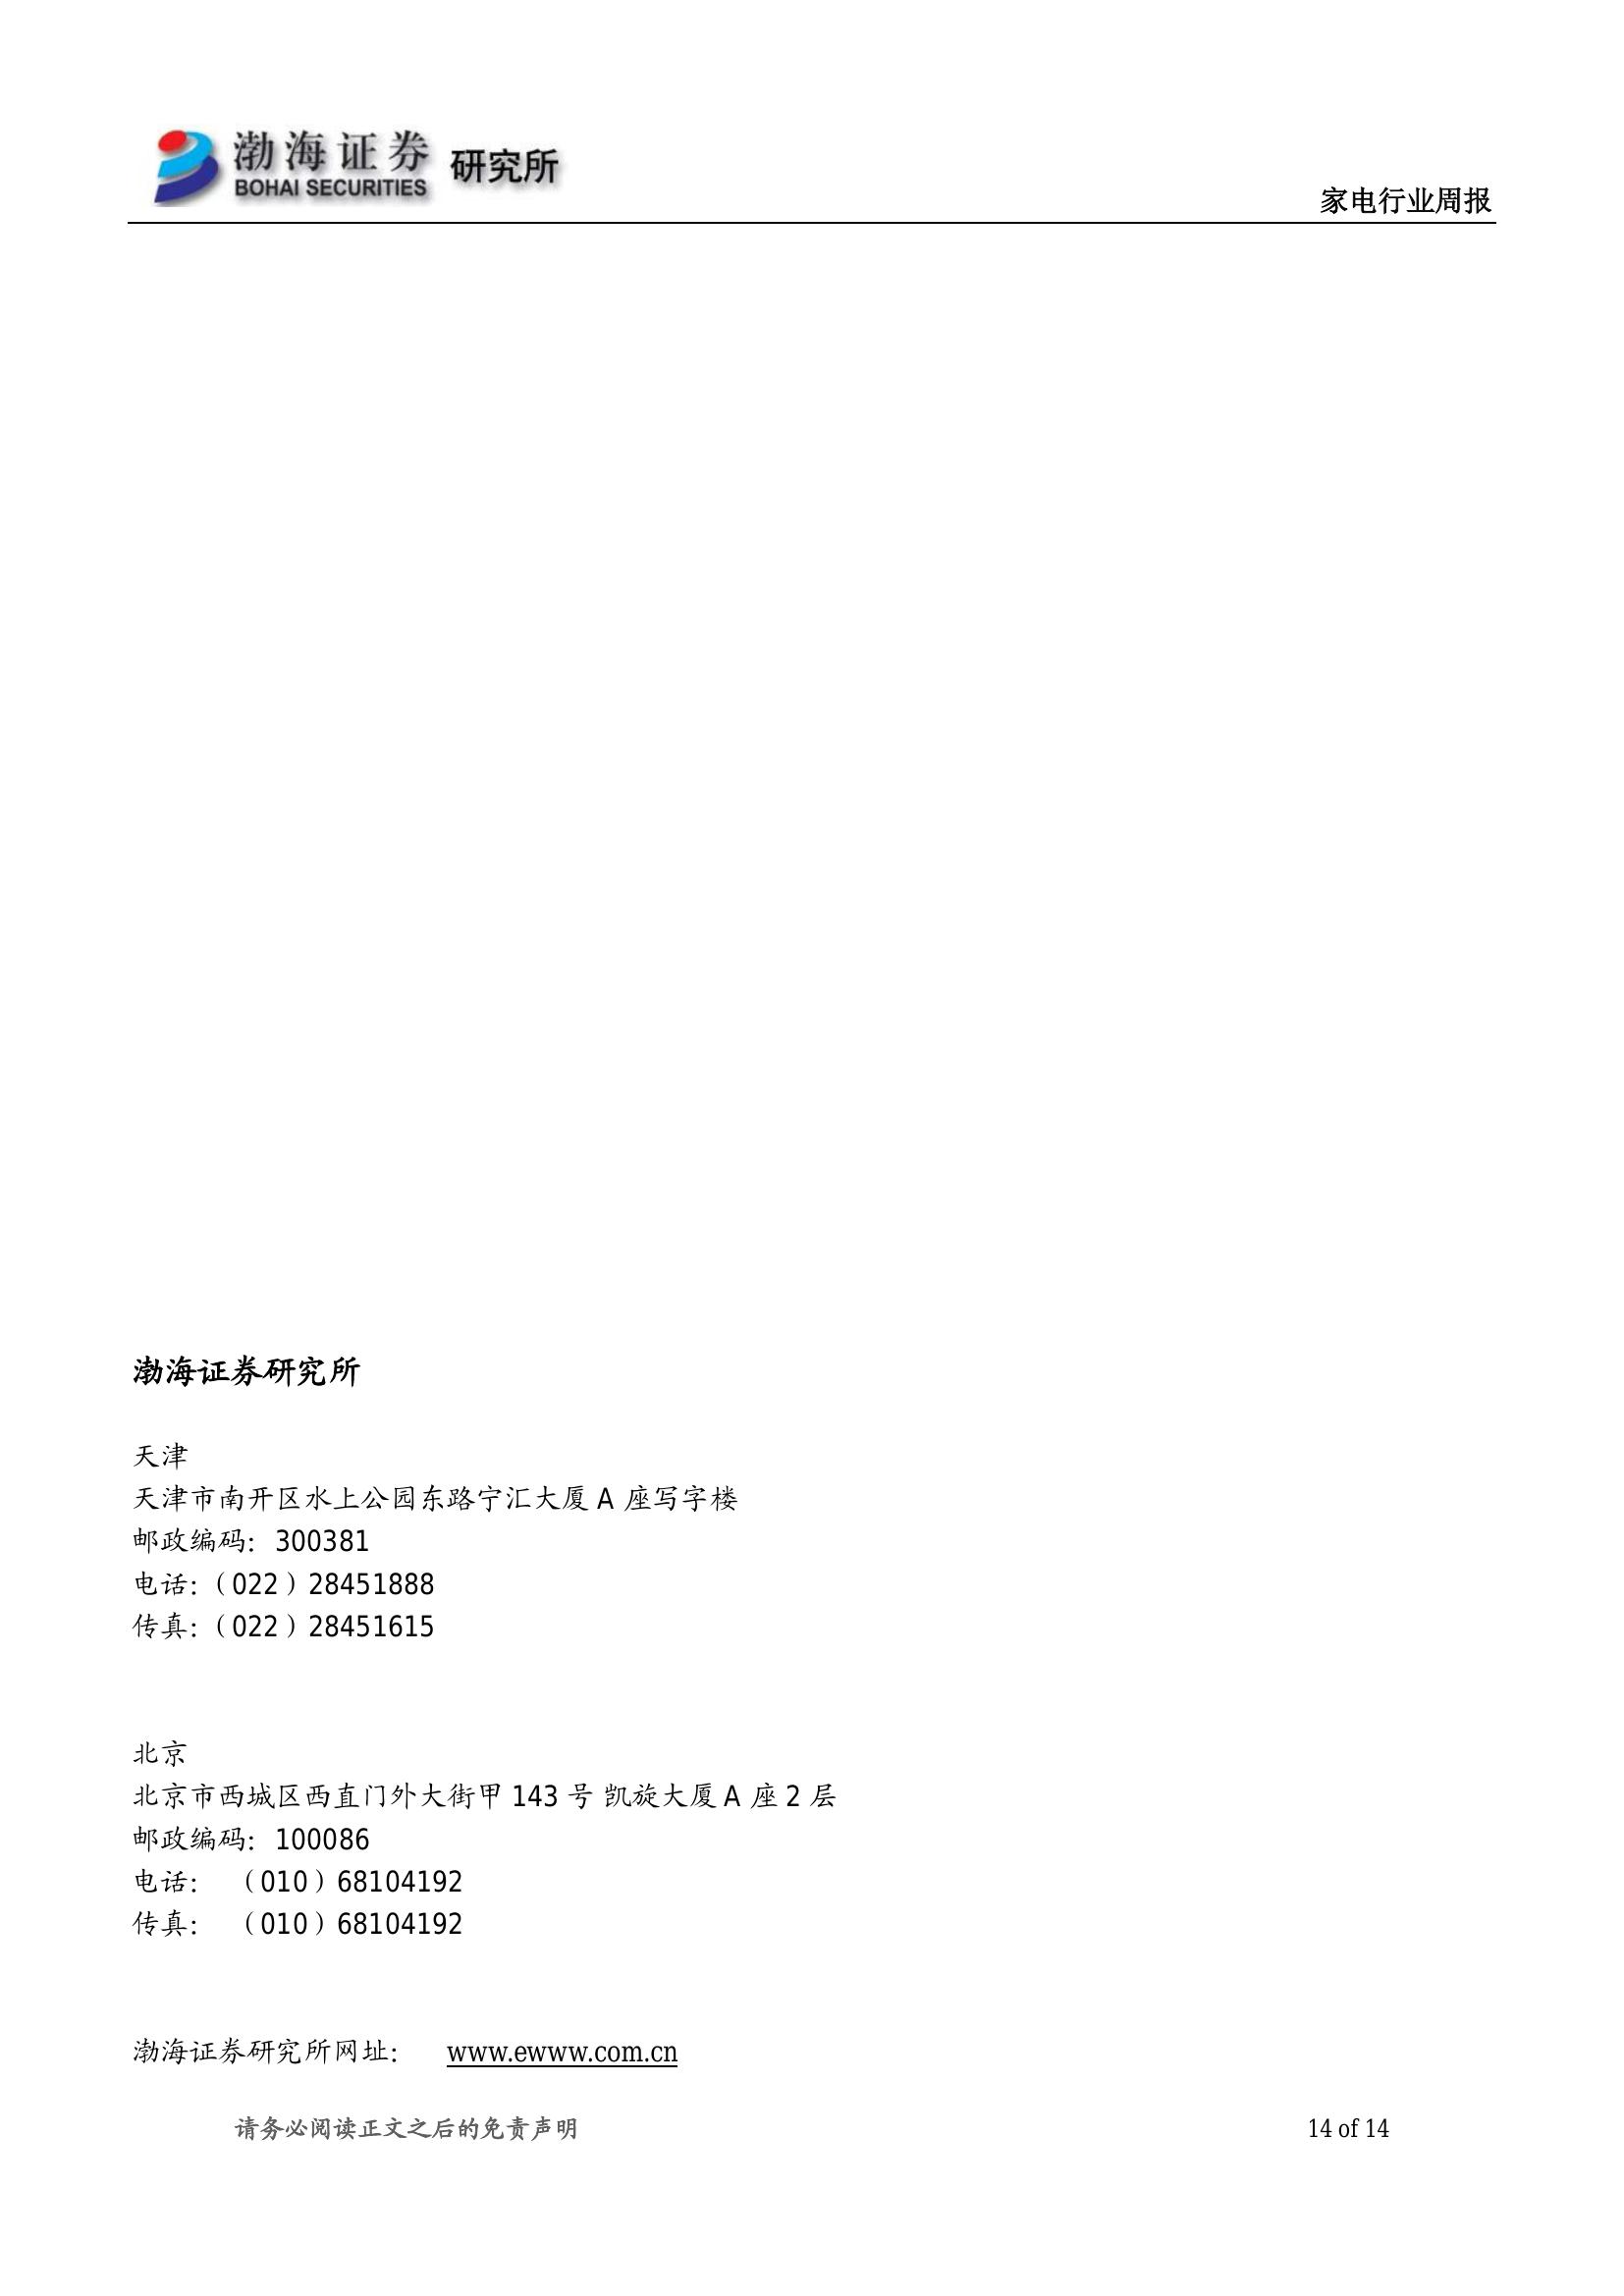 渤海证券 研究所
BOHAI SECURITIES
家电行业周报
渤海证券研究所
天津
天津市南开区水上公园东路宁汇大厦 A 座写字楼
邮政编码：300381
电话：（022）28451888
传真：（022）28451615
北京
北京市西城区西直门外大街甲 143 号 凯旋大厦 A 座 2 层
邮政编码：100086
电话： （010）68104192
传真： （010）68104192
渤海证券研究所网址： www.ewww.com.cn
请务必阅读正文之后的免责声明 14 of 14